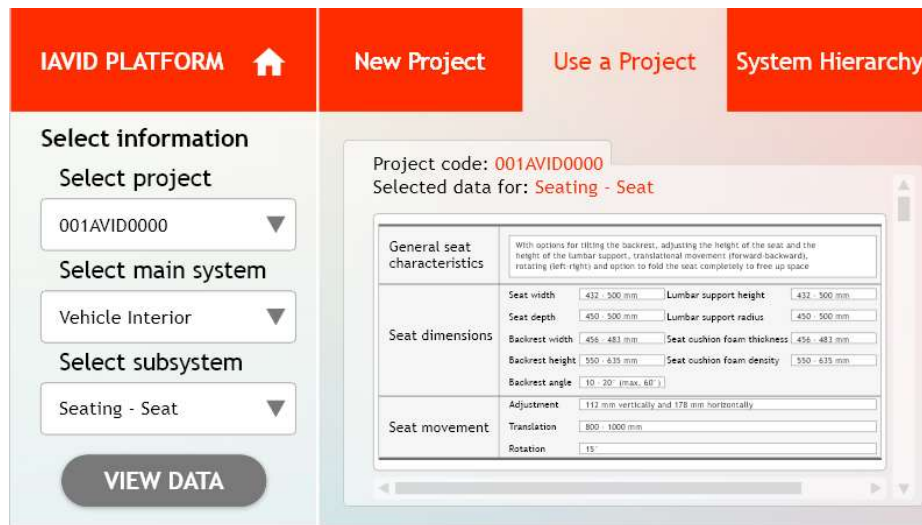 IAVID PLATFORM
New Project
Use a Project
System Hierarchy
Select information
Select project
001AVID0000
Select main system
Vehicle Interior
Select subsystem
Seating - Seat
VIEW DATA
Project code: 001AVID0000
Selected data for: Seating - Seat
General seat
characteristics
With options for tilting the backrest, adjusting the height of the seat and the
height of the lumbar support, translational movement (forward-backward),
rotating (left-right) and option to fold the seat completely to free up space
Seat dimensions
Seat width 432 - 500 mm Lumbar support height 432 - 500 mm
Seat depth 450 - 500 mm Lumbar support radius 450 - 500 mm
Backrest width 456 - 483 mm Seat cushion foam thickness 456 - 483 mm
Backrest height 550 - 635 mm Seat cushion foam density 550 - 635 mm
Backrest angle 10 - 20° (max. 60°)
Seat movement
Adjustment 112 mm vertically and 178 mm horizontally
Translation 800 - 1000 mm
Rotation 15°